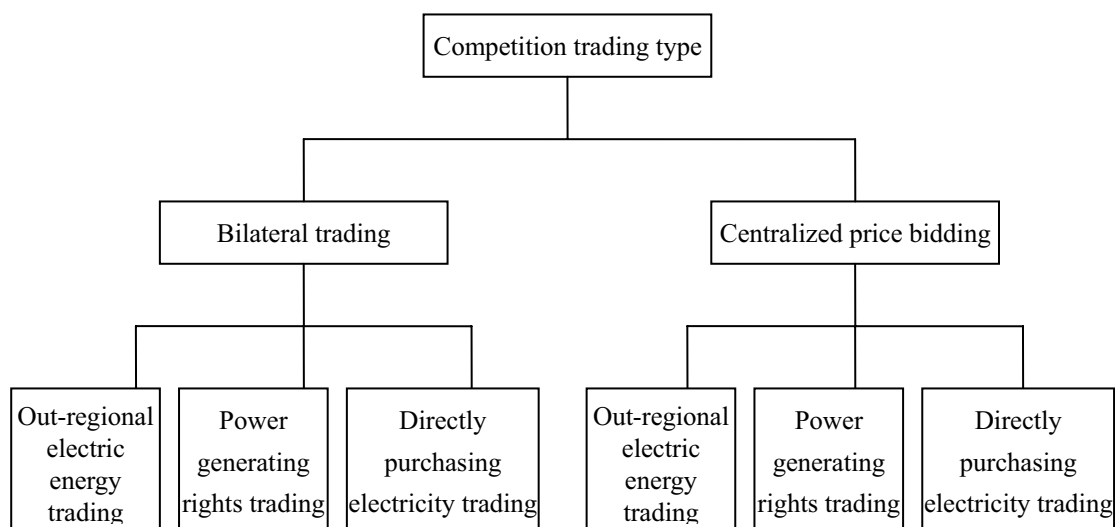 Competition trading type
Bilateral trading
Centralized price bidding
Out-regional
electric
energy
trading
Power
generating
rights trading
Directly
purchasing
electricity trading
Out-regional
electric
energy
trading
Power
generating
rights trading
Directly
purchasing
electricity trading